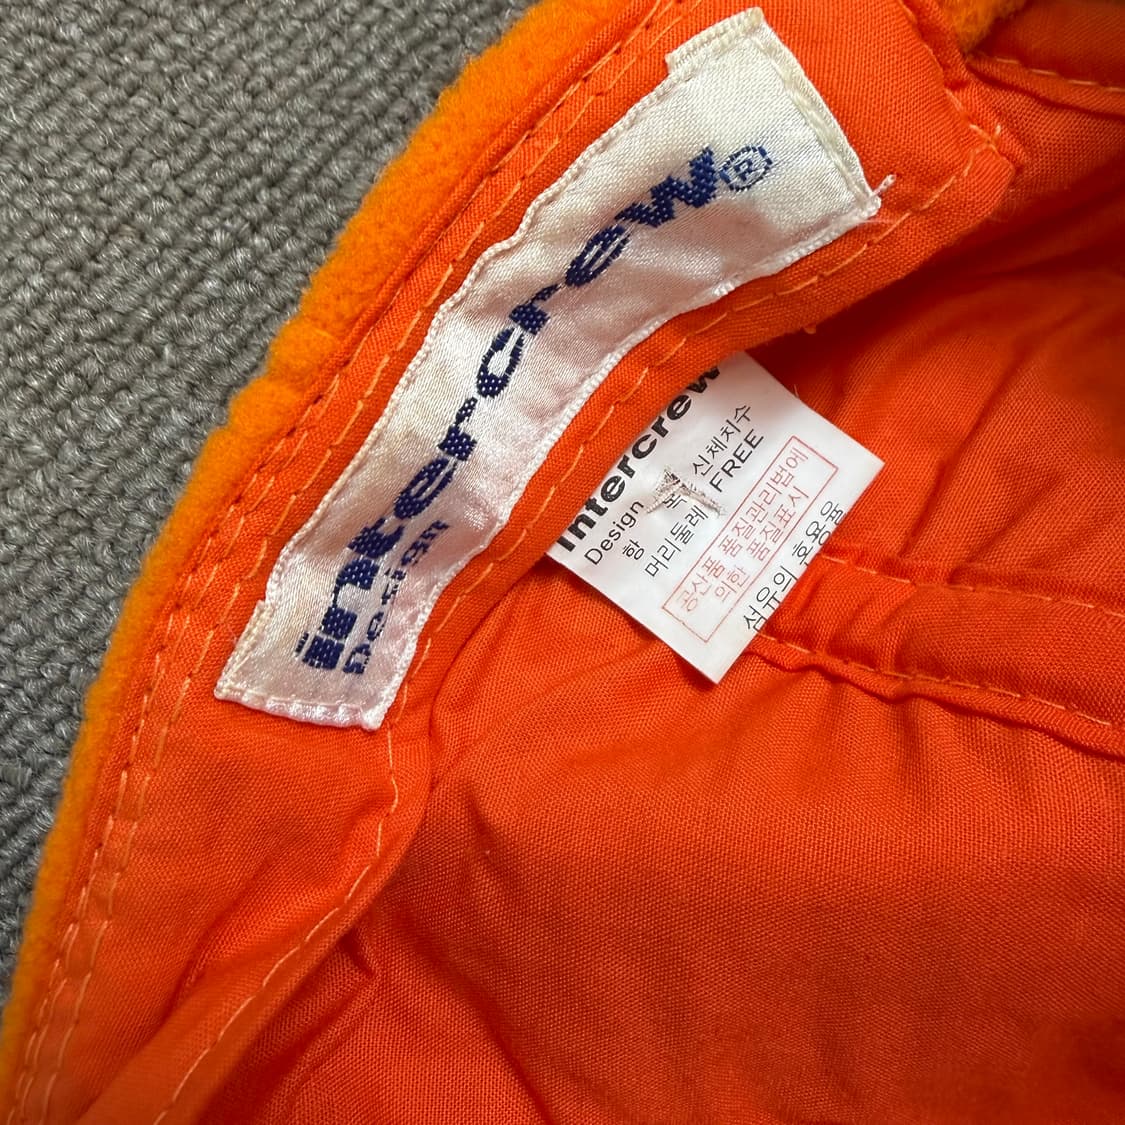 intercrew®
Design
Intercrew
Design
항 목 신체치수
머리둘레 FREE
공산품 품질관리법에
의한 품질표시
섬유의 혼용율